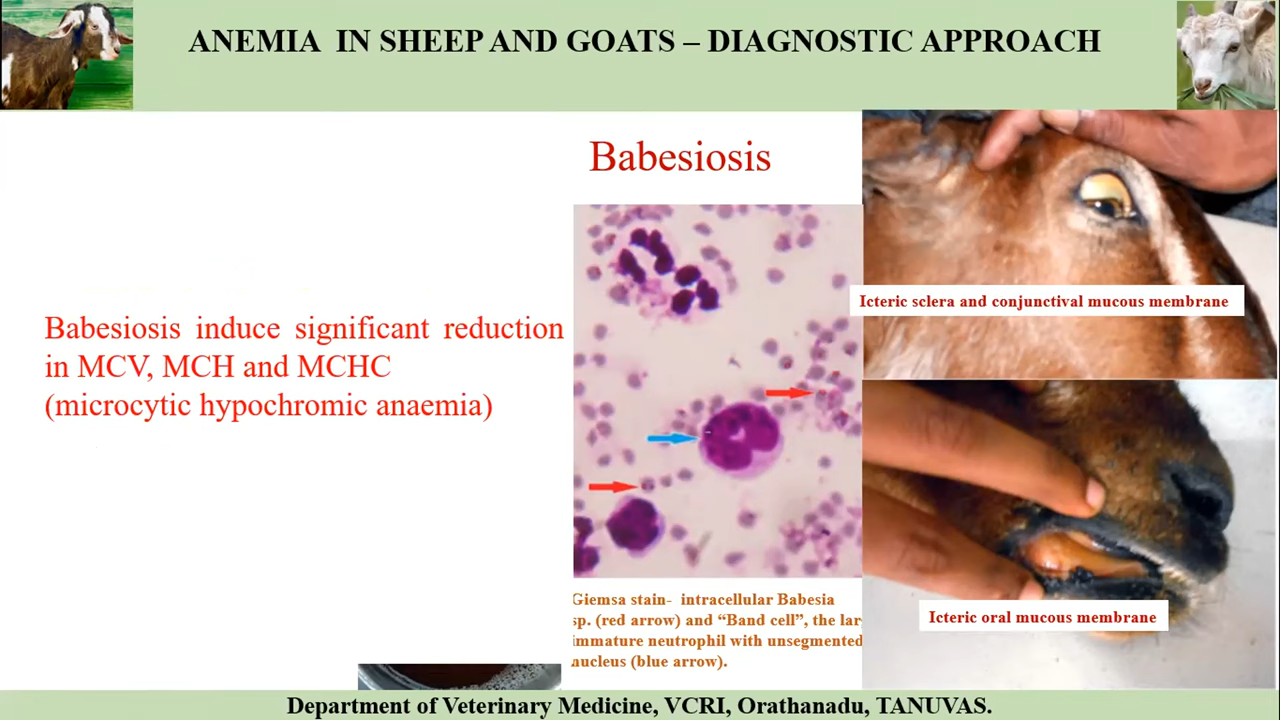 ANEMIA IN SHEEP AND GOATS – DIAGNOSTIC APPROACH
Babesiosis
Babesiosis induce significant reduction
in MCV, MCH and MCHC
(microcytic hypochromic anaemia)
Icteric sclera and conjunctival mucous membrane
Icteric oral mucous membrane
Giemsa stain- intracellular Babesia
sp. (red arrow) and “Band cell”, the
immature neutrophil with unsegmented
nucleus (blue arrow).
Department of Veterinary Medicine, VCRI, Orathanadu, TANUVAS.